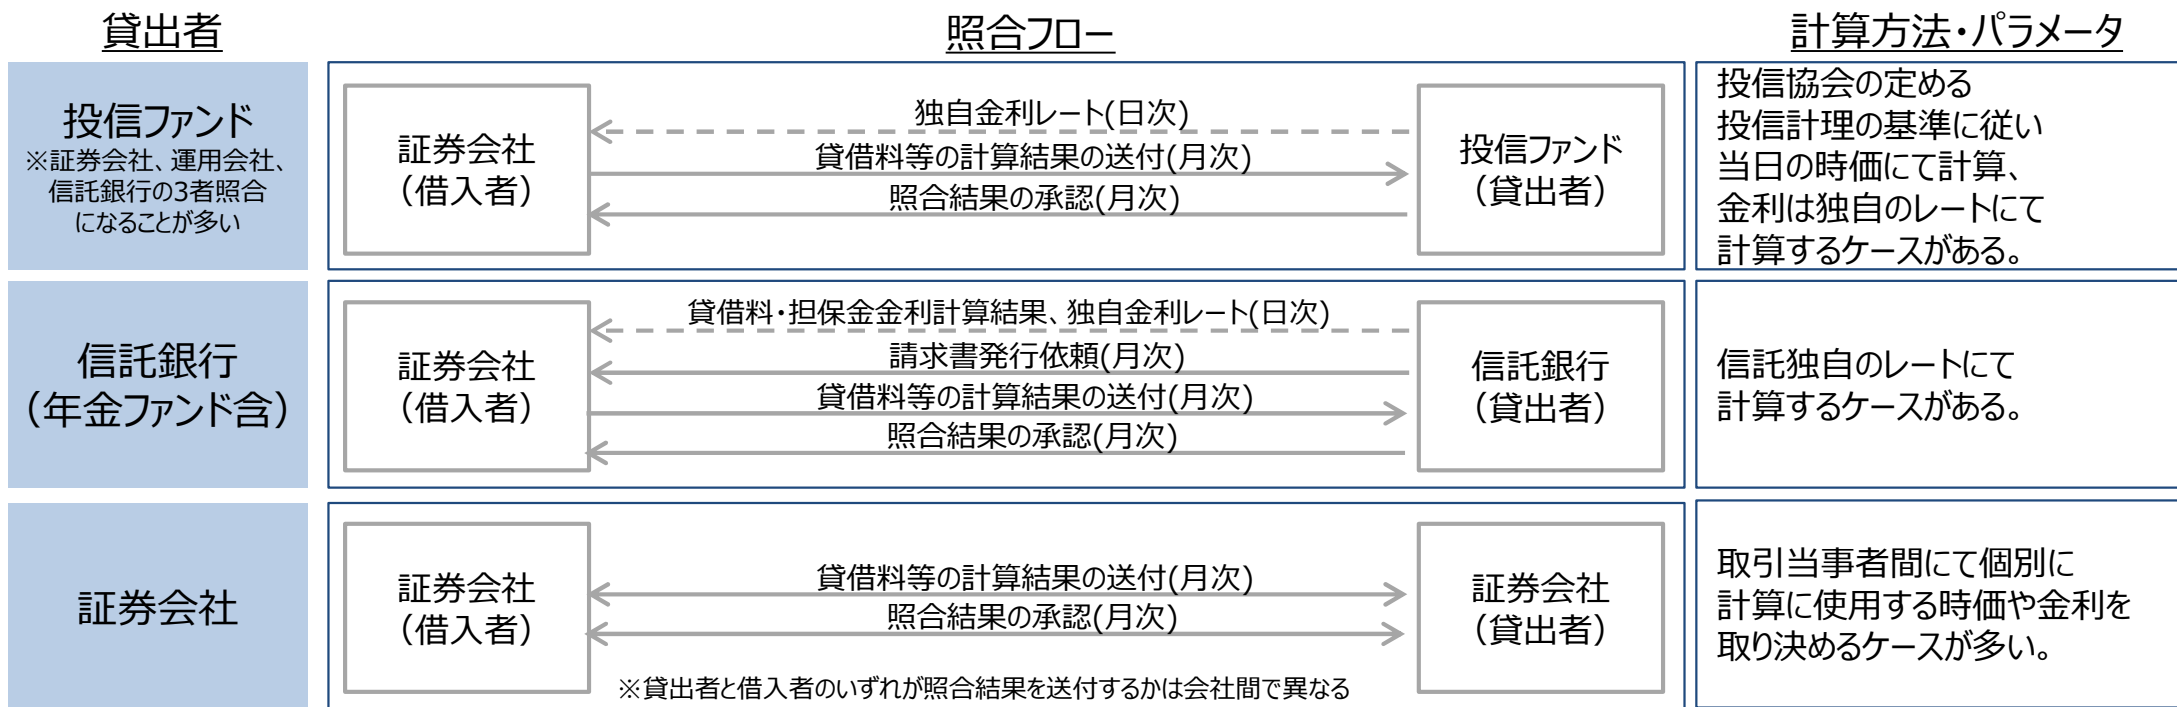 貸出者
照合フロー
計算方法・パラメータ
投信ファンド
※証券会社、運用会社、
信託銀行の3者照合
になることが多い
証券会社
（借入者）
独自金利レート(日次)
貸借料等の計算結果の送付(月次)
照合結果の承認(月次)
投信ファンド
（貸出者）
投信協会の定める
投信計理の基準に従い
当日の時価にて計算、
金利は独自のレートにて
計算するケースがある。
信託銀行
（年金ファンド含）
証券会社
（借入者）
貸借料・担保金金利計算結果、独自金利レート(日次)
請求書発行依頼(月次)
貸借料等の計算結果の送付(月次)
照合結果の承認(月次)
信託銀行
（貸出者）
信託独自のレートにて
計算するケースがある。
証券会社
証券会社
（借入者）
貸借料等の計算結果の送付(月次)
照合結果の承認(月次)
証券会社
（貸出者）
※貸出者と借入者のいずれが照合結果を送付するかは会社間で異なる
取引当事者間にて個別に
計算に使用する時価や金利を
取り決めるケースが多い。